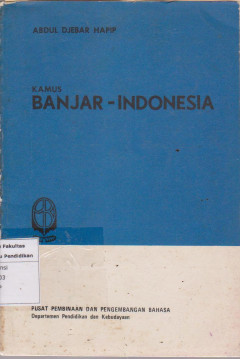 ABDUL DJEBAR HAPIP
KAMUS
BANJAR - INDONESIA
Fakultas
Pendidikan
PUSAT PEMBINAAN DAN PENGEMBANGAN BAHASA
Departemen Pendidikan dan Kebudayaan